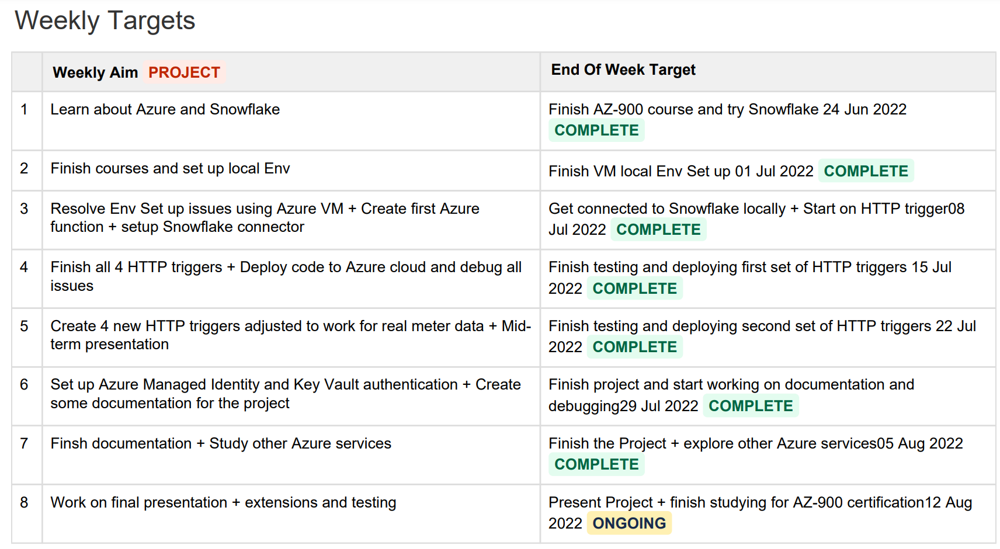 Weekly Targets
Weekly Aim PROJECT
End Of Week Target
1
Learn about Azure and Snowflake
Finish AZ-900 course and try Snowflake 24 Jun 2022
COMPLETE
2
Finish courses and set up local Env
Finish VM local Env Set up 01 Jul 2022 COMPLETE
3
Resolve Env Set up issues using Azure VM + Create first Azure
function + setup Snowflake connector
Get connected to Snowflake locally + Start on HTTP trigger08
Jul 2022 COMPLETE
4
Finish all 4 HTTP triggers + Deploy code to Azure cloud and debug all
issues
Finish testing and deploying first set of HTTP triggers 15 Jul
2022 COMPLETE
5
Create 4 new HTTP triggers adjusted to work for real meter data + Mid-
term presentation
Finish testing and deploying second set of HTTP triggers 22 Jul
2022 COMPLETE
6
Set up Azure Managed Identity and Key Vault authentication + Create
some documentation for the project
Finish project and start working on documentation and
debugging29 Jul 2022 COMPLETE
7
Finsh documentation + Study other Azure services
Finish the Project + explore other Azure services05 Aug 2022
COMPLETE
8
Work on final presentation + extensions and testing
Present Project + finish studying for AZ-900 certification12 Aug
2022 ONGOING